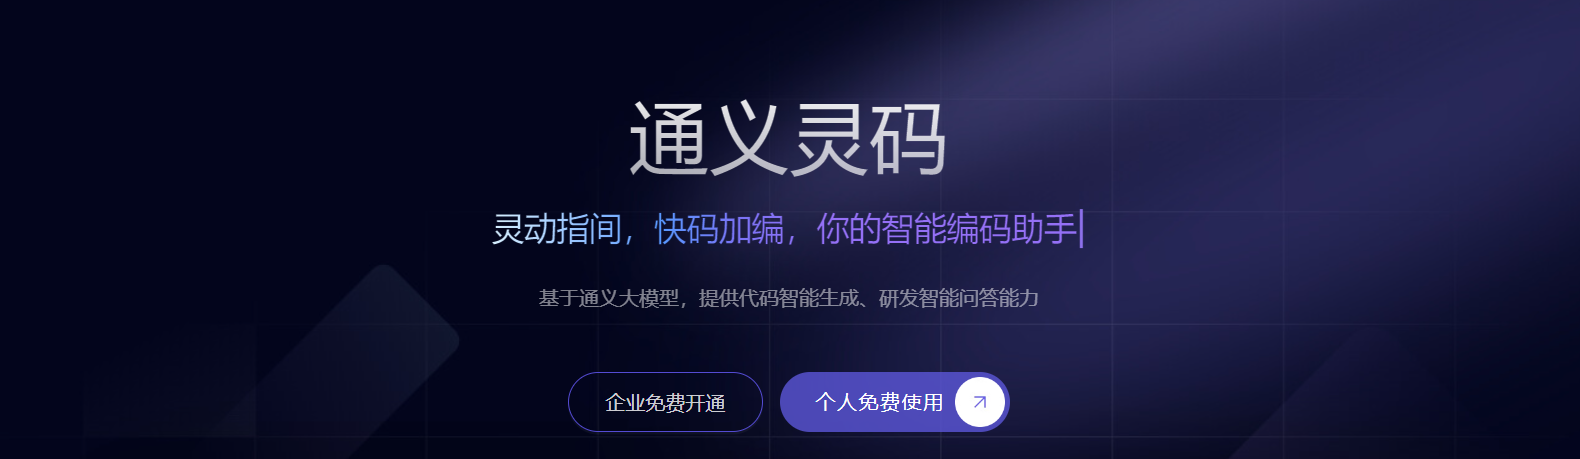 通义灵码
灵动指间，快码加编，你的智能编码助手
基于通义大模型，提供代码智能生成、研发智能问答能力
企业免费开通
个人免费使用